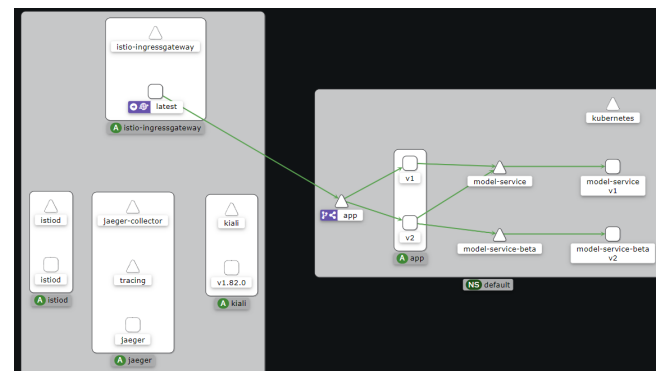 istio-ingressgateway
latest
A istio-ingressgateway
istiod
istiod
A istiod
jaeger-collector
tracing
jaeger
A jaeger
kiali
v1.82.0
A kiali
app
v1
v2
A app
kubernetes
model-service
model-service
v1
model-service-beta
model-service-beta
v2
NS default